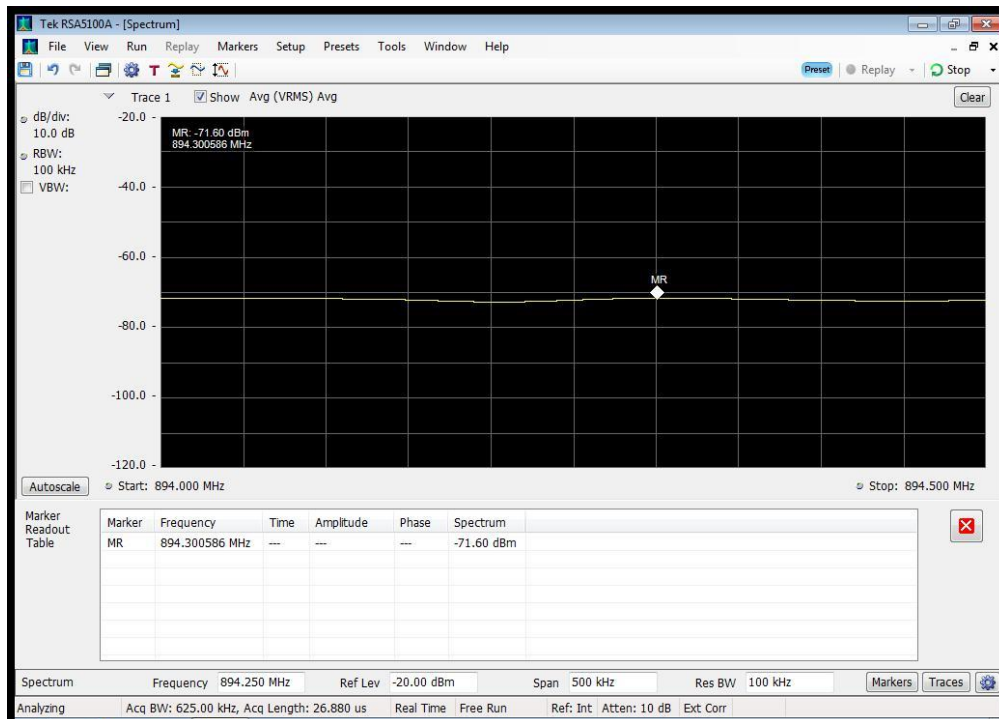 Tek RSA5100A - [Spectrum]
File View Run Replay Markers Setup Presets Tools Window Help
T Preset Replay Stop
Trace 1 Show Avg (VRMS) Avg Clear
dB/div:
10.0 dB
RBW:
100 kHz
VBW:
-20.0
MR: -71.60 dBm
894.300586 MHz
-40.0
-60.0
MR
-80.0
-100.0
-120.0
Autoscale Start: 894.000 MHz Stop: 894.500 MHz
Marker
Readout
Table
Marker Frequency Time Amplitude Phase Spectrum
MR 894.300586 MHz --- --- --- -71.60 dBm
Spectrum Frequency 894.250 MHz Ref Lev -20.00 dBm Span 500 kHz Res BW 100 kHz Markers Traces
Analyzing Acq BW: 625.00 kHz, Acq Length: 26.880 us Real Time Free Run Ref: Int Atten: 10 dB Ext Corr